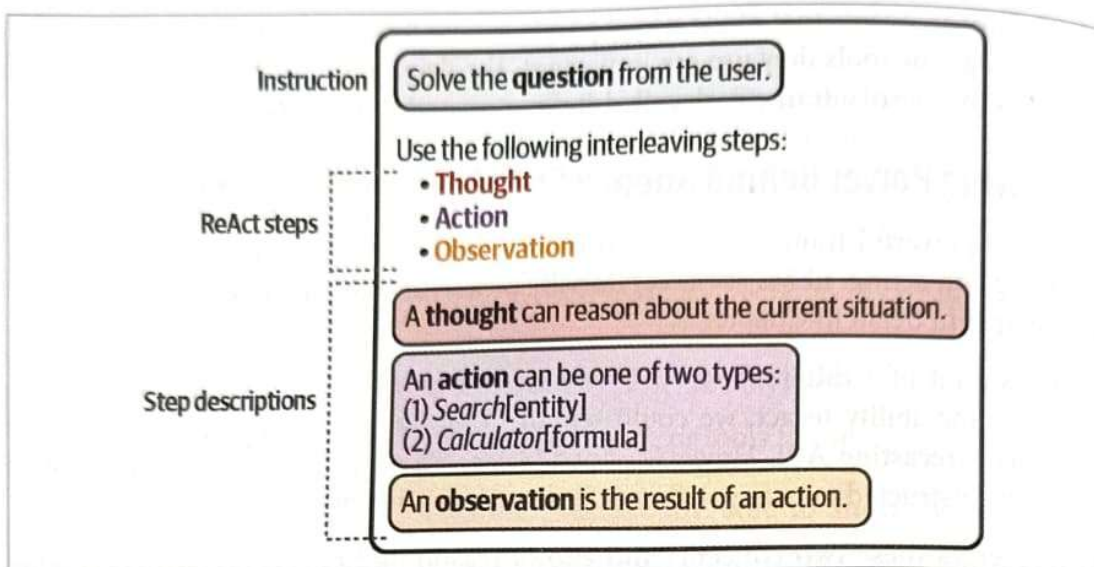 Instruction
Solve the question from the user.
Use the following interleaving steps:
ReAct steps
• Thought
• Action
• Observation
Step descriptions
A thought can reason about the current situation.
An action can be one of two types:
(1) Search[entity]
(2) Calculator[formula]
An observation is the result of an action.